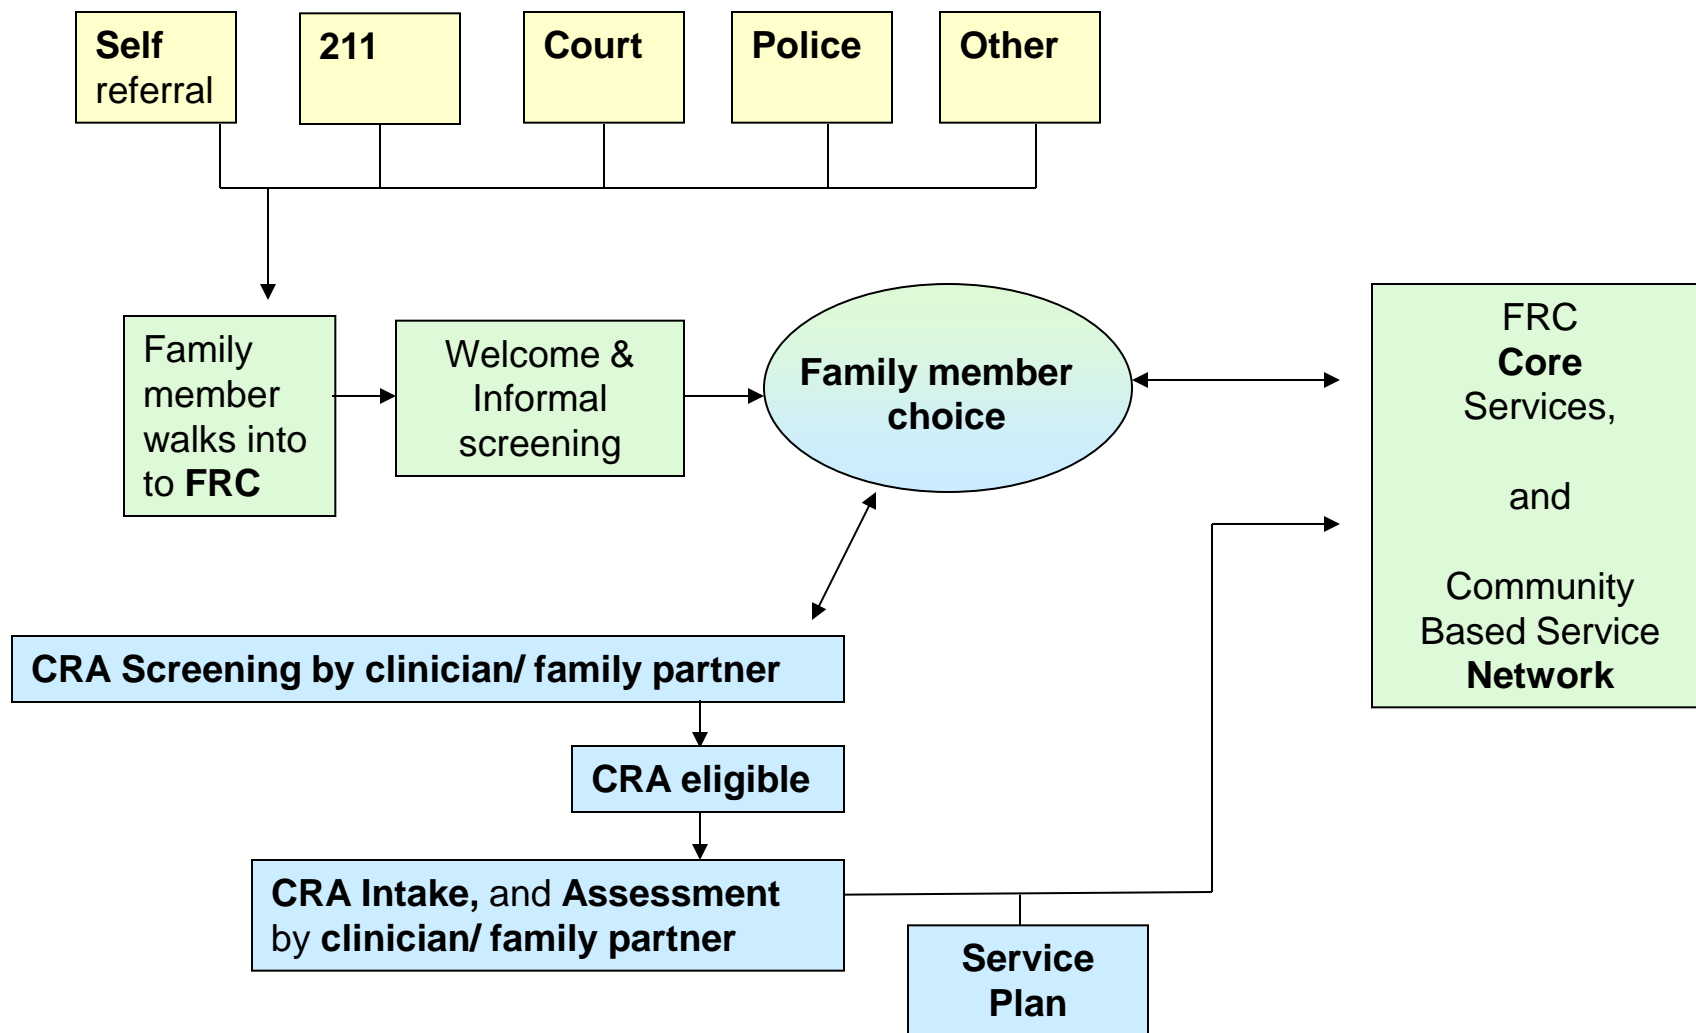 Self
referral
211
Court
Police
Other
Family
member
walks into
to FRC
Welcome &
Informal
screening
Family member
choice
FRC
Core
Services,
and
Community
Based Service
Network
CRA Screening by clinician/ family partner
CRA eligible
CRA Intake, and Assessment
by clinician/ family partner
Service
Plan